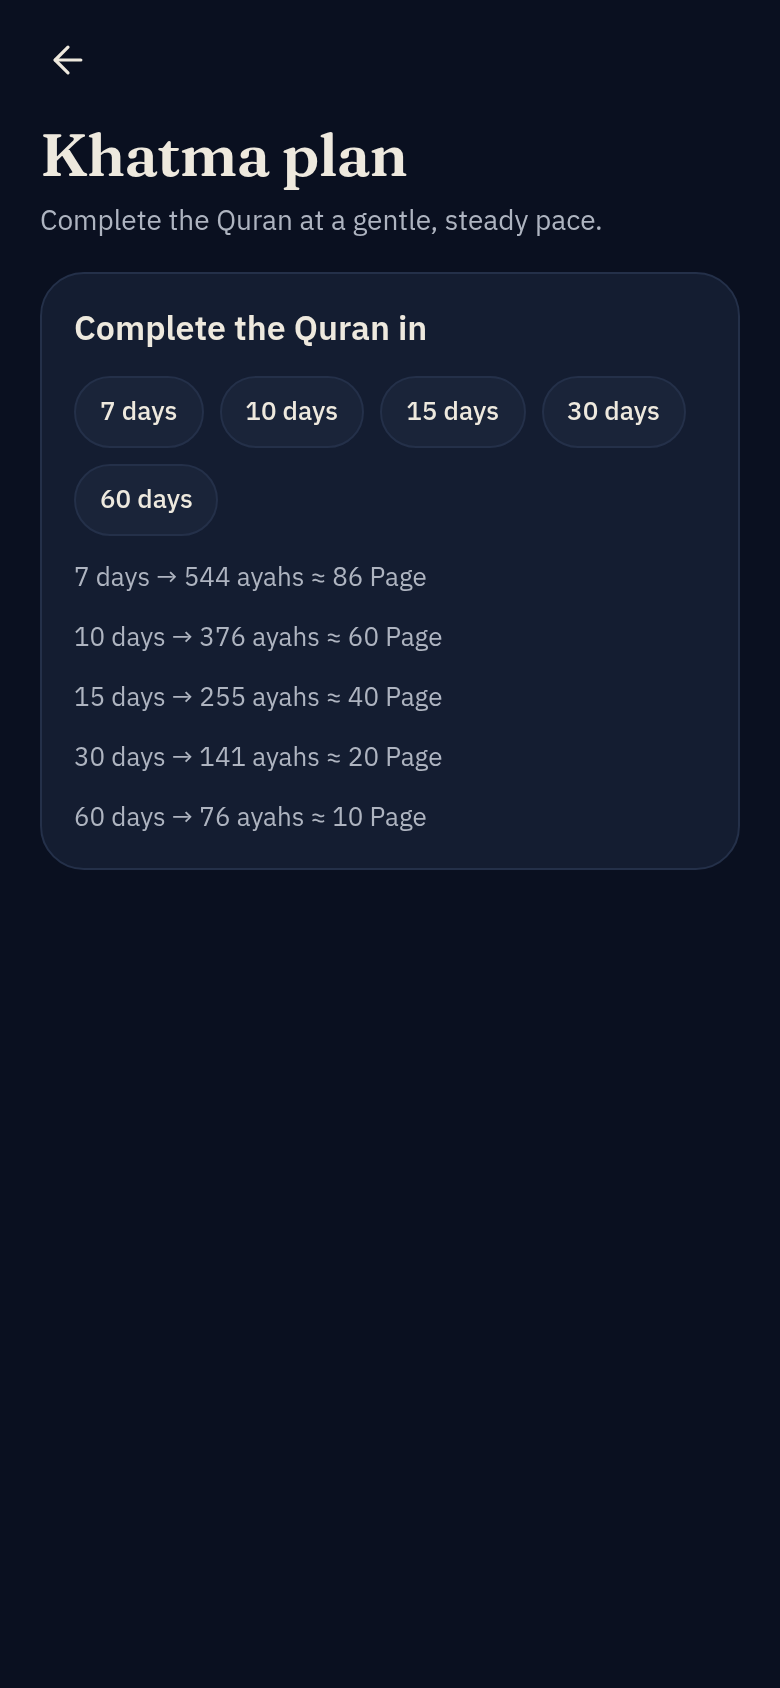 Khatma plan
Complete the Quran at a gentle, steady pace.
Complete the Quran in
7 days 10 days 15 days 30 days
60 days
7 days → 544 ayahs ≈ 86 Page
10 days → 376 ayahs ≈ 60 Page
15 days → 255 ayahs ≈ 40 Page
30 days → 141 ayahs ≈ 20 Page
60 days → 76 ayahs ≈ 10 Page